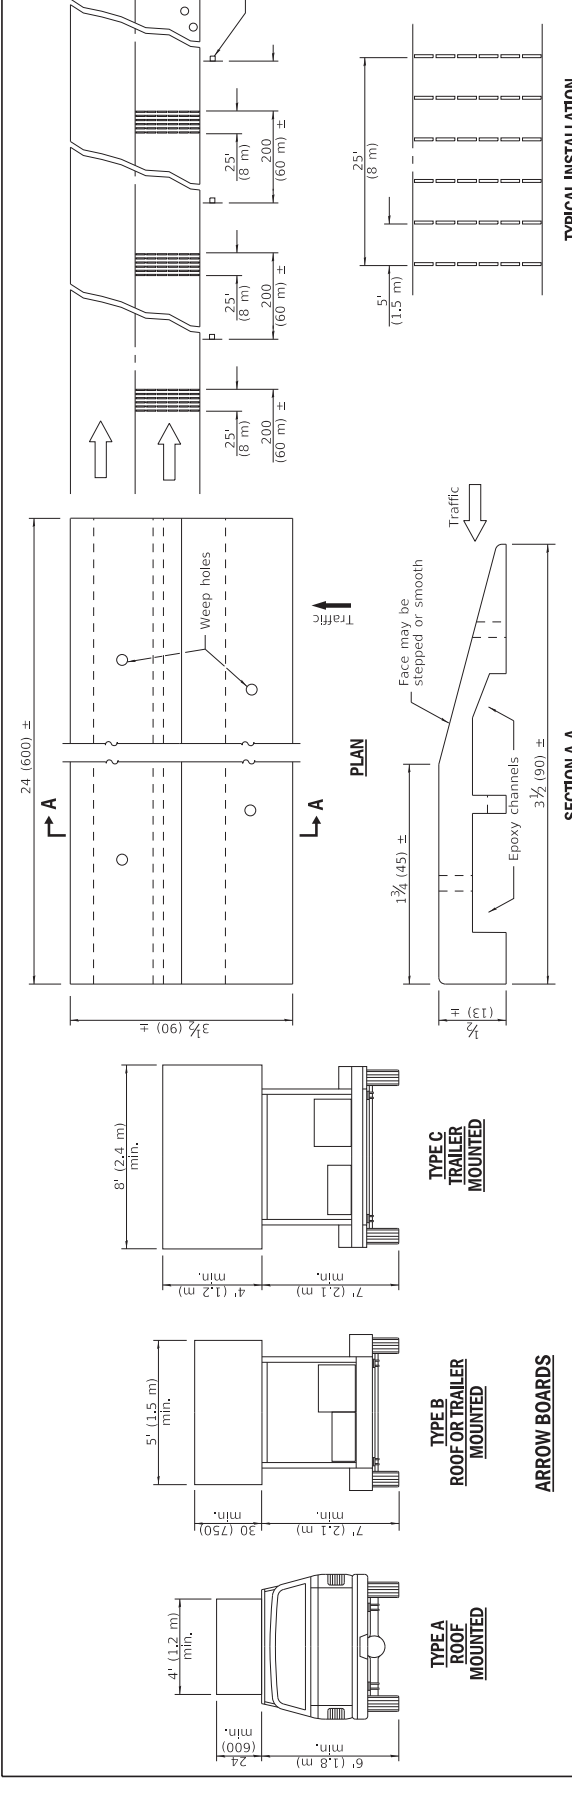 25'
(8 m)
200
(60 m) ±
25'
(8 m)
200
(60 m) ±
25'
(8 m)
200
(60 m) ±
25'
(8 m)
5'
(1.5 m)
TYPICAL INSTALLATION
24 (600) ±
A
A
3½ (90) ±
Weep holes
Traffic
PLAN
Traffic
Face may be
stepped or smooth
1¾ (45) ±
Epoxy channels
3½ (90) ±
½
(13) ±
SECTION A-A
8' (2.4 m)
min.
4' (1.2 m)
min.
7' (2.1 m)
min.
TYPE C
TRAILER
MOUNTED
5' (1.5 m)
min.
30 (750)
min.
7' (2.1 m)
min.
TYPE B
ROOF OR TRAILER
MOUNTED
ARROW BOARDS
4' (1.2 m)
min.
24
(600)
min.
6' (1.8 m)
min.
TYPE A
ROOF
MOUNTED